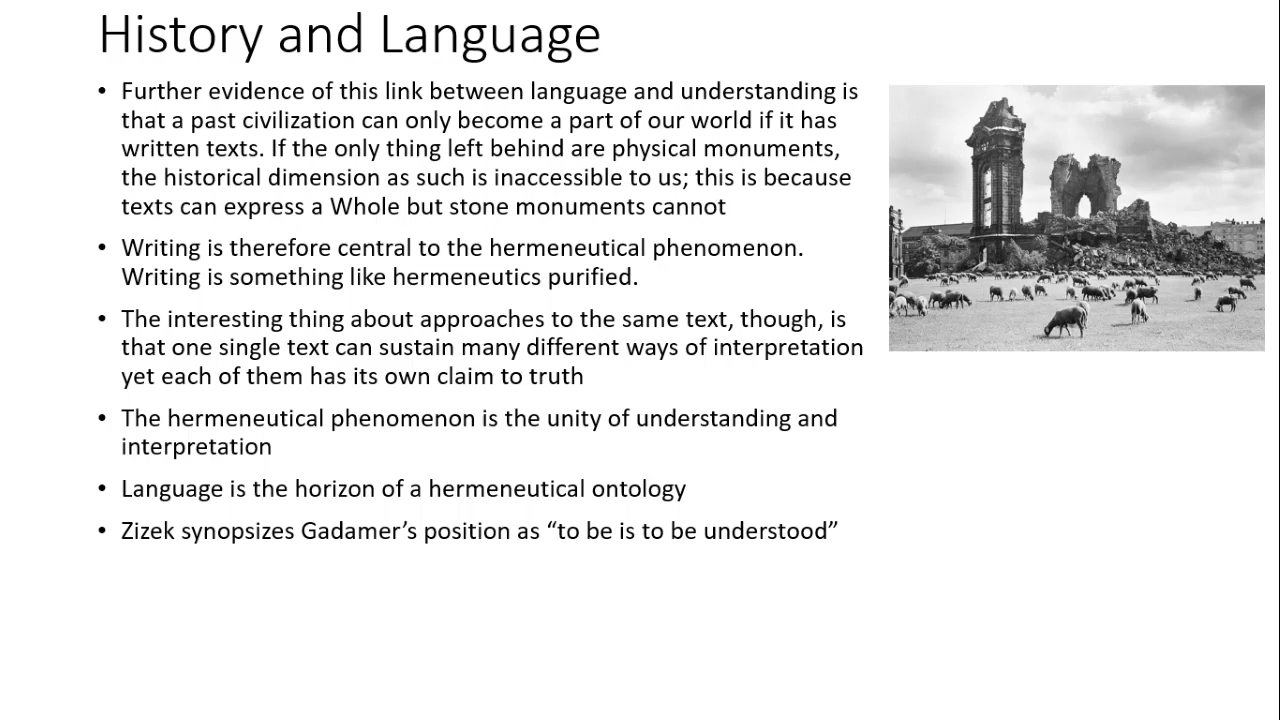 History and Language
• Further evidence of this link between language and understanding is
that a past civilization can only become a part of our world if it has
written texts. If the only thing left behind are physical monuments,
the historical dimension as such is inaccessible to us; this is because
texts can express a Whole but stone monuments cannot
• Writing is therefore central to the hermeneutical phenomenon.
Writing is something like hermeneutics purified.
• The interesting thing about approaches to the same text, though, is
that one single text can sustain many different ways of interpretation
yet each of them has its own claim to truth
• The hermeneutical phenomenon is the unity of understanding and
interpretation
• Language is the horizon of a hermeneutical ontology
• Zizek synopsizes Gadamer’s position as “to be is to be understood”